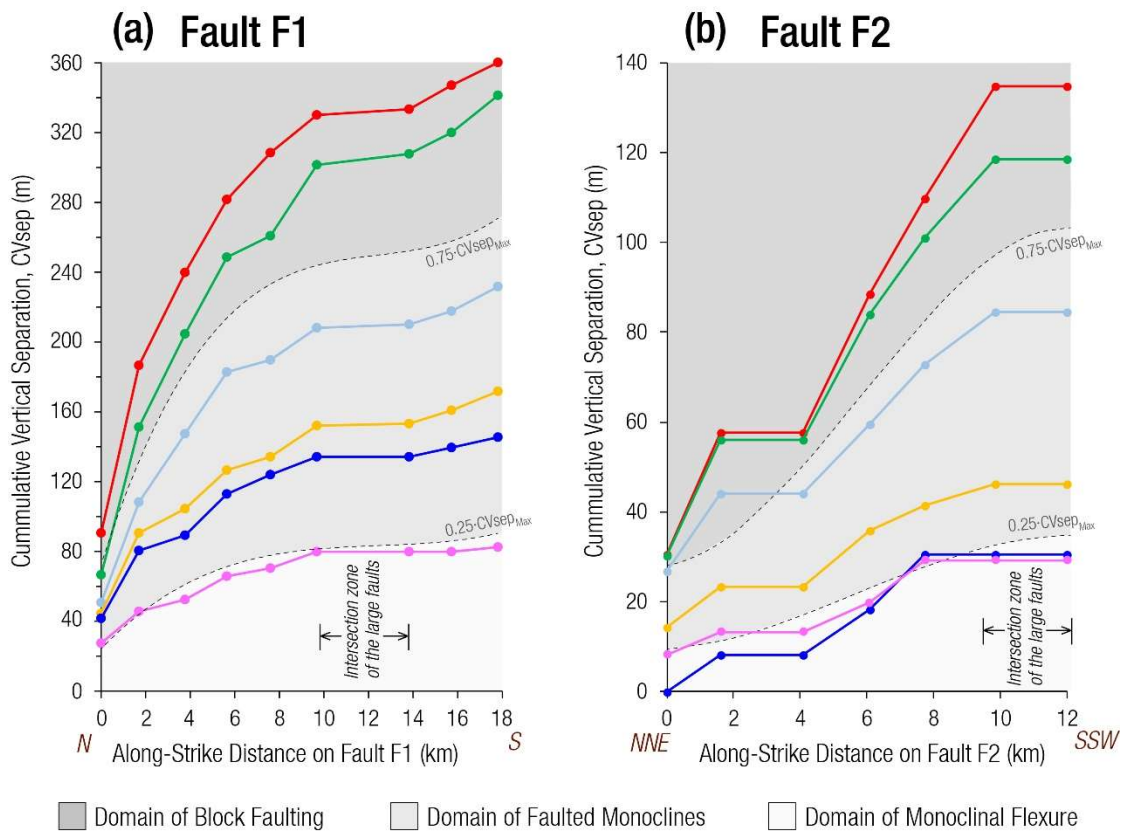 (a) Fault F1
360
320
280
240
200
160
120
80
40
0
Cummulative Vertical Separation, CVsep (m)
0.75·CVsepMax
0.25·CVsepMax
Intersection zone
of the large faults
0 2 4 6 8 10 12 14 16 18
N
S
Along-Strike Distance on Fault F1 (km)
(b) Fault F2
140
120
100
80
60
40
20
0
Cummulative Vertical Separation, CVsep (m)
0.75·CVsepMax
0.25·CVsepMax
Intersection zone
of the large faults
0 2 4 6 8 10 12
NNE
SSW
Along-Strike Distance on Fault F2 (km)
Domain of Block Faulting
Domain of Faulted Monoclines
Domain of Monoclinal Flexure